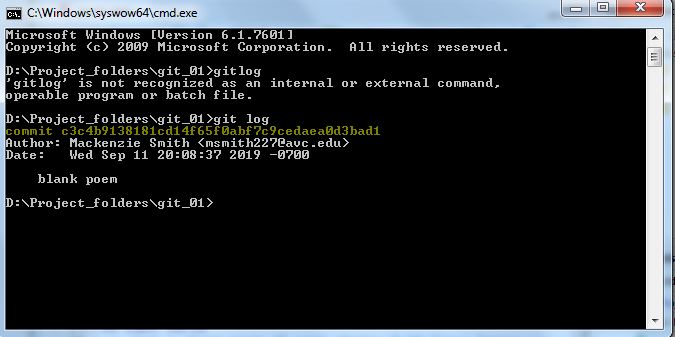 C:\Windows\syswow64\cmd.exe
Microsoft Windows [Version 6.1.7601]
Copyright (c) 2009 Microsoft Corporation.  All rights reserved.
D:\Project_folders\git_01>gitlog
'gitlog' is not recognized as an internal or external command,
operable program or batch file.
D:\Project_folders\git_01>git log
commit c3c4b9138181cd14f65f0abf7c9cedaea0d3bad1
Author: Mackenzie Smith <msmith227@avc.edu>
Date:   Wed Sep 11 20:08:37 2019 -0700
    blank poem
D:\Project_folders\git_01>